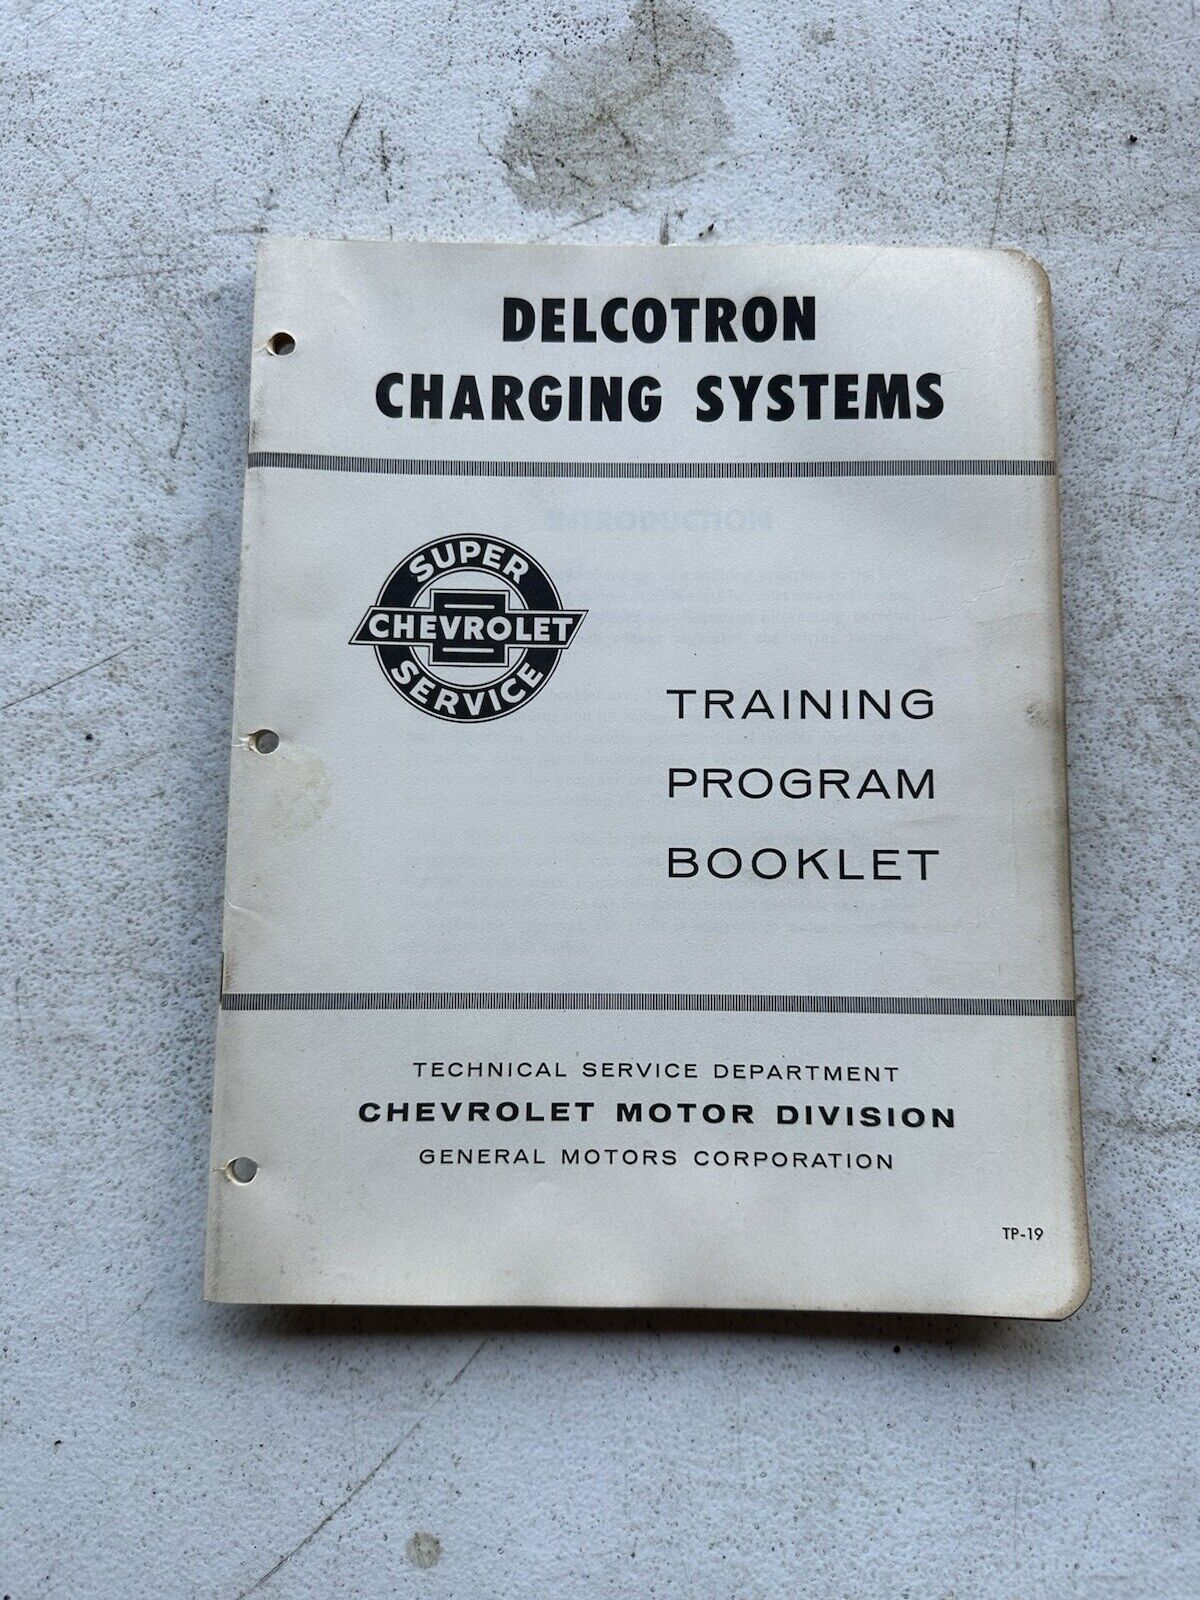 DELCOTRON
CHARGING SYSTEMS
INTRODUCTION
SUPER
CHEVROLET
SERVICE
TRAINING
PROGRAM
BOOKLET
TECHNICAL SERVICE DEPARTMENT
CHEVROLET MOTOR DIVISION
GENERAL MOTORS CORPORATION
TP-19